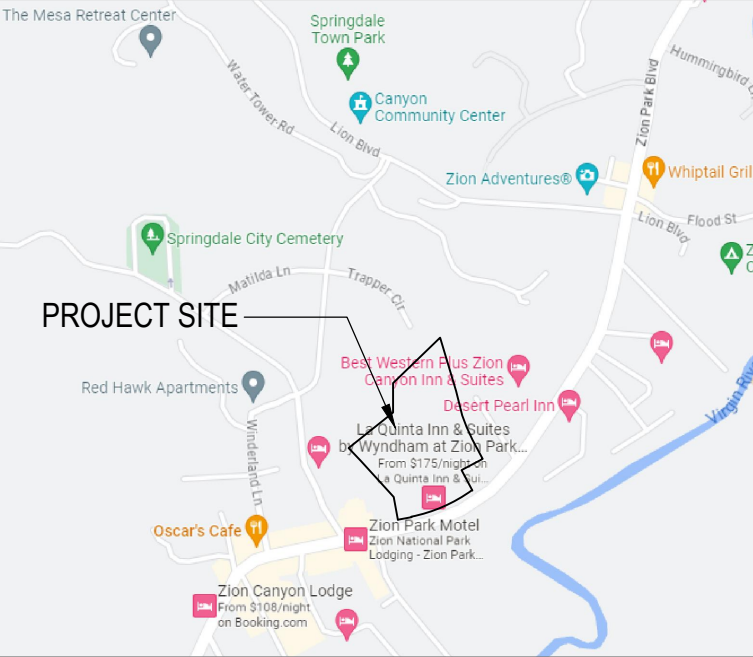 The Mesa Retreat Center
Springdale
Town Park
Hummingbird L
Water Tower Rd
Canyon
Community Center
Lion Blvd
Zion Park Blvd
Zion Adventures®
Whiptail Gril
Lion Blvd
Flood St
Springdale City Cemetery
Z
C
Matilda Ln
Trapper Cir
PROJECT SITE
Best Western Plus Zion
Canyon Inn & Suites
Red Hawk Apartments
Desert Pearl Inn
Virgin Riv
La Quinta Inn & Suites
by Wyndham at Zion Park...
From $175/night on
La Quinta Inn & Sui...
Winderland Ln
Oscar's Cafe
Zion Park Motel
Zion National Park
Lodging - Zion Park...
Zion Canyon Lodge
From $108/night
on Booking.com